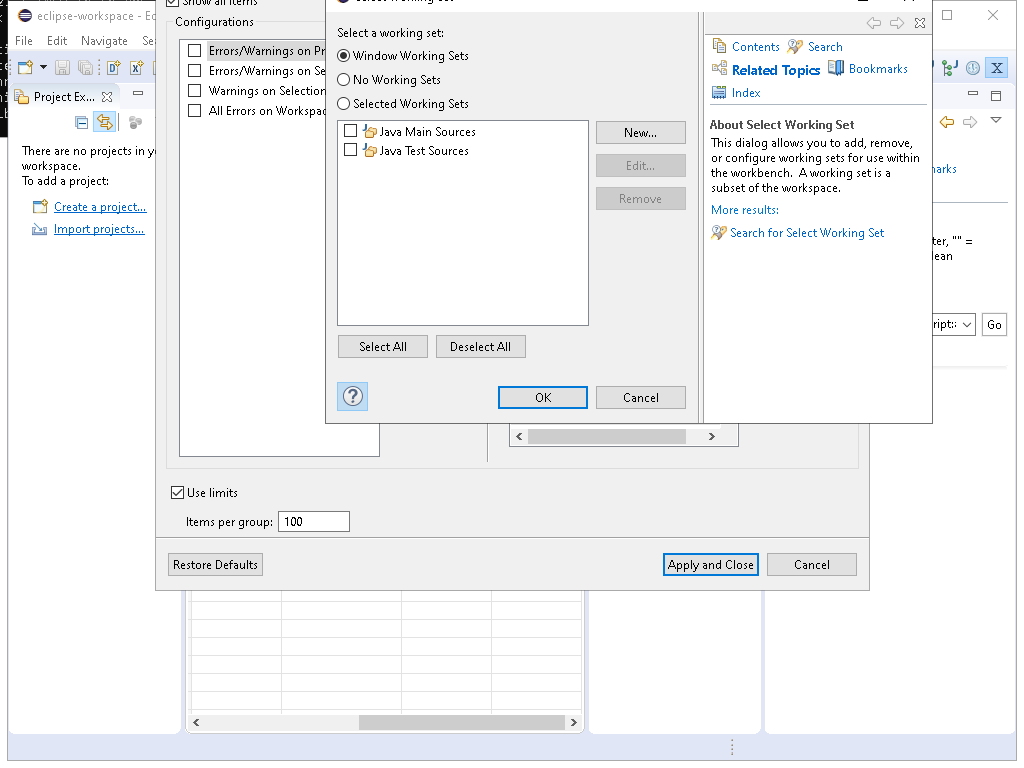 eclipse-workspace - Ec
File Edit Navigate Se
Project Ex...
There are no projects in y
workspace.
To add a project:
Create a project...
Import projects...
Show all items
Configurations
Errors/Warnings on Pr
Errors/Warnings on Se
Warnings on Selection
All Errors on Workspac
Use limits
Items per group: 100
Restore Defaults
Apply and Close
Cancel
Select a working set:
Window Working Sets
No Working Sets
Selected Working Sets
Java Main Sources
Java Test Sources
New...
Edit...
Remove
Select All
Deselect All
OK
Cancel
Contents
Search
Related Topics
Bookmarks
Index
About Select Working Set
This dialog allows you to add, remove,
or configure working sets for use within
the workbench. A working set is a
subset of the workspace.
More results:
Search for Select Working Set
narks
ter, "" =
lean
ript::
Go